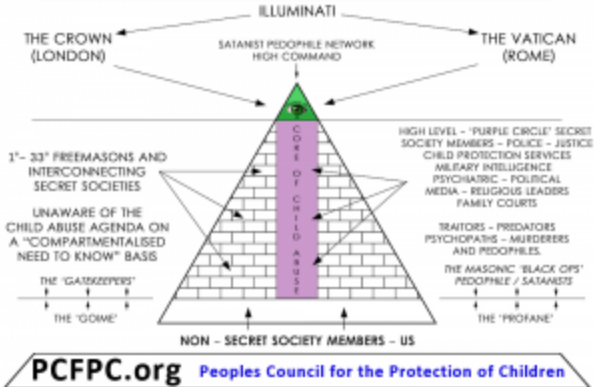 ILLUMINATI
THE CROWN
(LONDON)
SATANIST PEDOPHILE NETWORK
HIGH COMMAND
THE VATICAN
(ROME)
CORE OF CHILD ABUSE
1°– 33° FREEMASONS AND
INTERCONNECTING
SECRET SOCIETIES
UNAWARE OF THE
CHILD ABUSE AGENDA ON
A "COMPARTMENTALISED
NEED TO KNOW" BASIS
THE 'GATEKEEPERS'
THE 'GOIME'
HIGH LEVEL – 'PURPLE CIRCLE' SECRET
SOCIETY MEMBERS – POLICE – JUSTICE
CHILD PROTECTION SERVICES
MILITARY INTELLIGENCE
PSYCHIATRIC – POLITICAL
MEDIA – RELIGIOUS LEADERS
FAMILY COURTS
TRAITORS – PREDATORS
PSYCHOPATHS – MURDERERS
AND PEDOPHILES.
THE MASONIC 'BLACK OPS'
PEDOPHILE / SATANISTS
THE 'PROFANE'
NON – SECRET SOCIETY MEMBERS – US
PCFPC.org Peoples Council for the Protection of Children